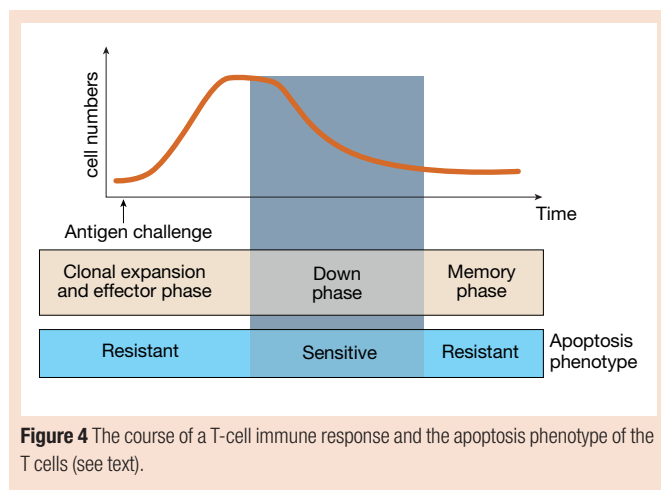 cell numbers
Time
Antigen challenge
Clonal expansion
and effector phase
Down
phase
Memory
phase
Resistant
Sensitive
Resistant
Apoptosis
phenotype
Figure 4 The course of a T-cell immune response and the apoptosis phenotype of the
T cells (see text).